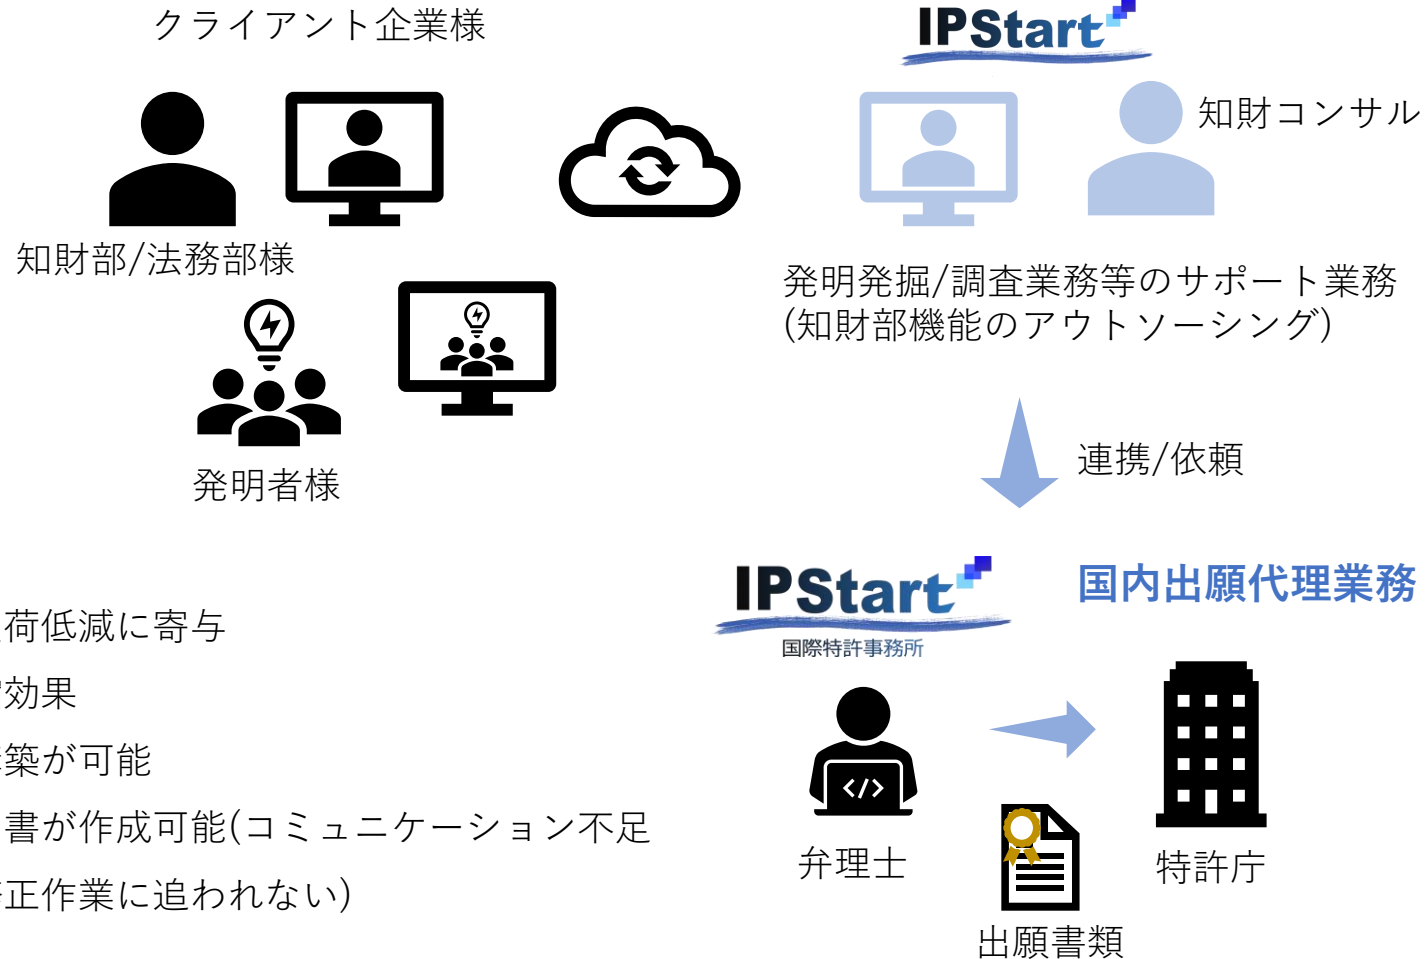 クライアント企業様
IPStart
知財コンサル
知財部/法務部様
発明発掘/調査業務等のサポート業務
(知財部機能のアウトソーシング)
発明者様
連携/依頼
IPStart
国際特許事務所
国内出願代理業務
荷低減に寄与
効果
築が可能
書が作成可能(コミュニケーション不足
正作業に追われない)
弁理士
出願書類
特許庁